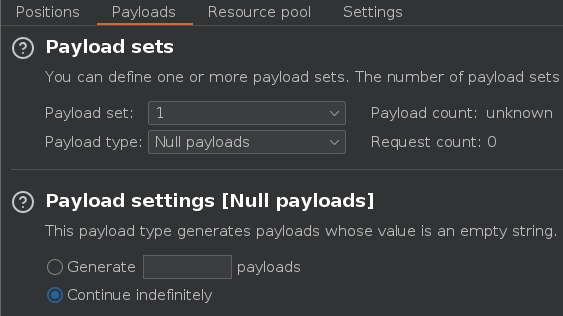 Positions Payloads Resource pool Settings
? Payload sets
You can define one or more payload sets. The number of payload sets
Payload set: 1 Payload count: unknown
Payload type: Null payloads Request count: 0
? Payload settings [Null payloads]
This payload type generates payloads whose value is an empty string.
Generate payloads
Continue indefinitely